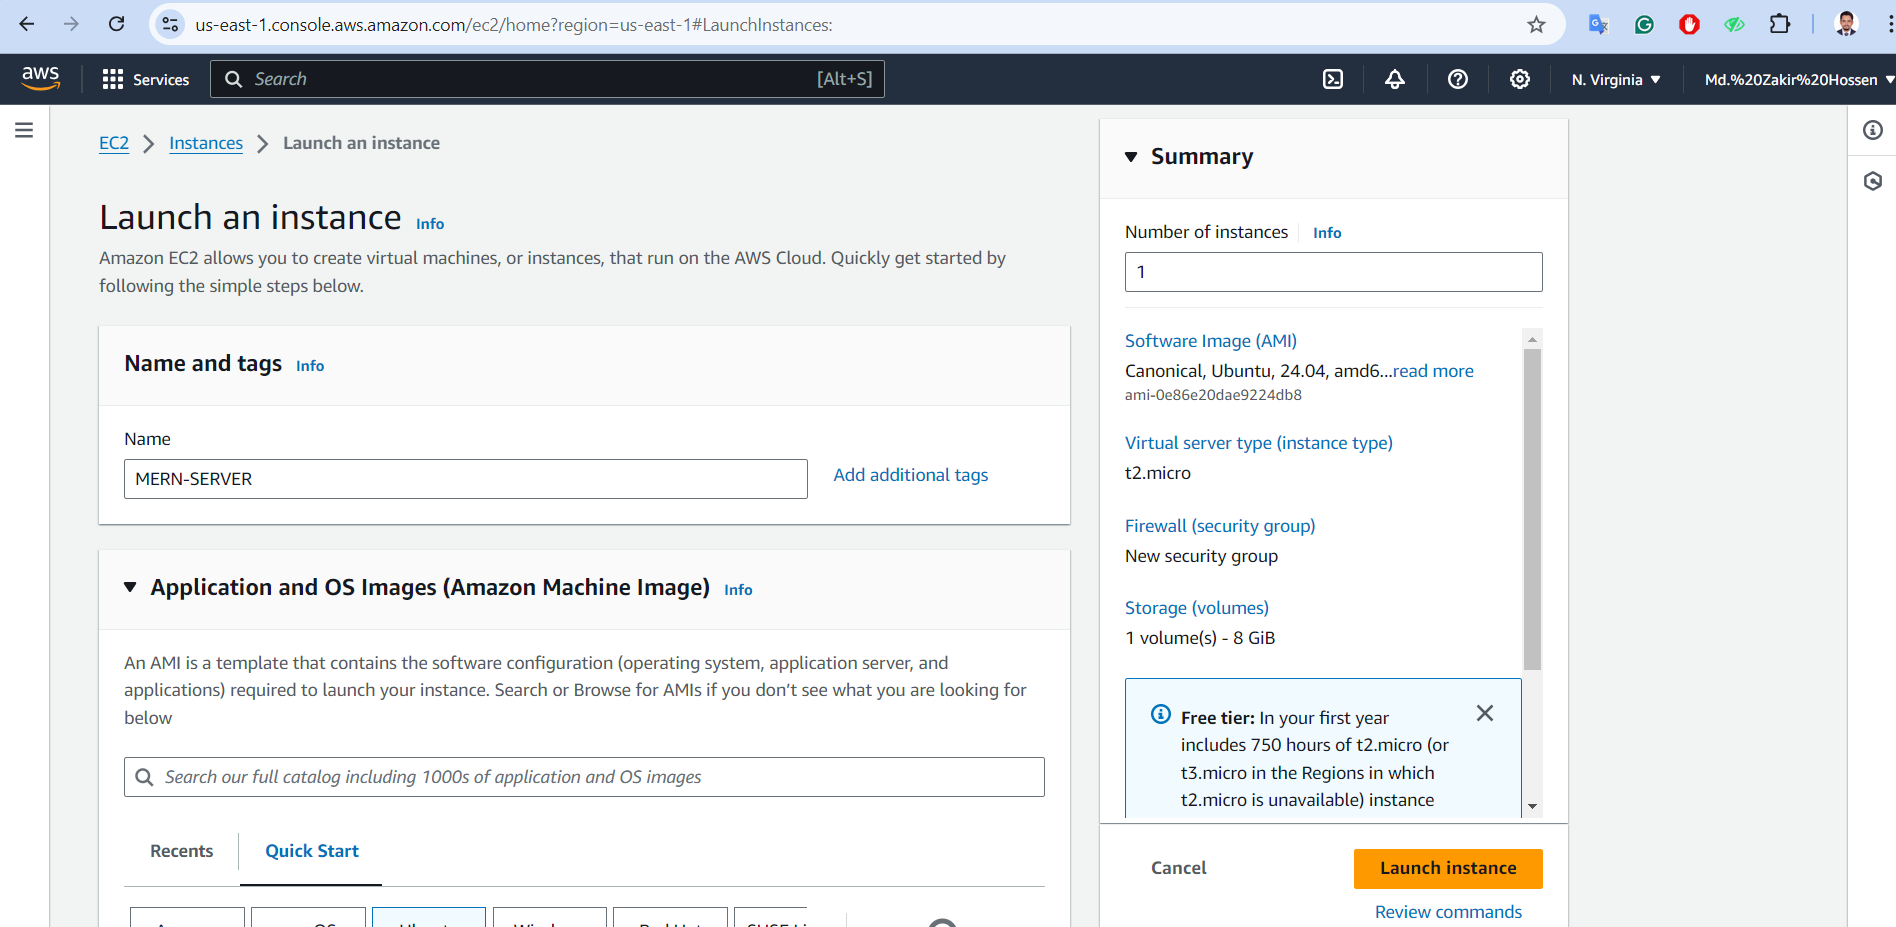 us-east-1.console.aws.amazon.com/ec2/home?region=us-east-1#LaunchInstances:
aws
Services
Search
[Alt+S]
N. Virginia
Md.%20Zakir%20Hossen
EC2
Instances
Launch an instance
Launch an instance Info
Amazon EC2 allows you to create virtual machines, or instances, that run on the AWS Cloud. Quickly get started by
following the simple steps below.
Name and tags Info
Name
MERN-SERVER
Add additional tags
Application and OS Images (Amazon Machine Image) Info
An AMI is a template that contains the software configuration (operating system, application server, and
applications) required to launch your instance. Search or Browse for AMIs if you don’t see what you are looking for
below
Search our full catalog including 1000s of application and OS images
Recents
Quick Start
Summary
Number of instances Info
1
Software Image (AMI)
Canonical, Ubuntu, 24.04, amd6...read more
ami-0e86e20dae9224db8
Virtual server type (instance type)
t2.micro
Firewall (security group)
New security group
Storage (volumes)
1 volume(s) - 8 GiB
Free tier: In your first year
includes 750 hours of t2.micro (or
t3.micro in the Regions in which
t2.micro is unavailable) instance
Cancel
Launch instance
Review commands